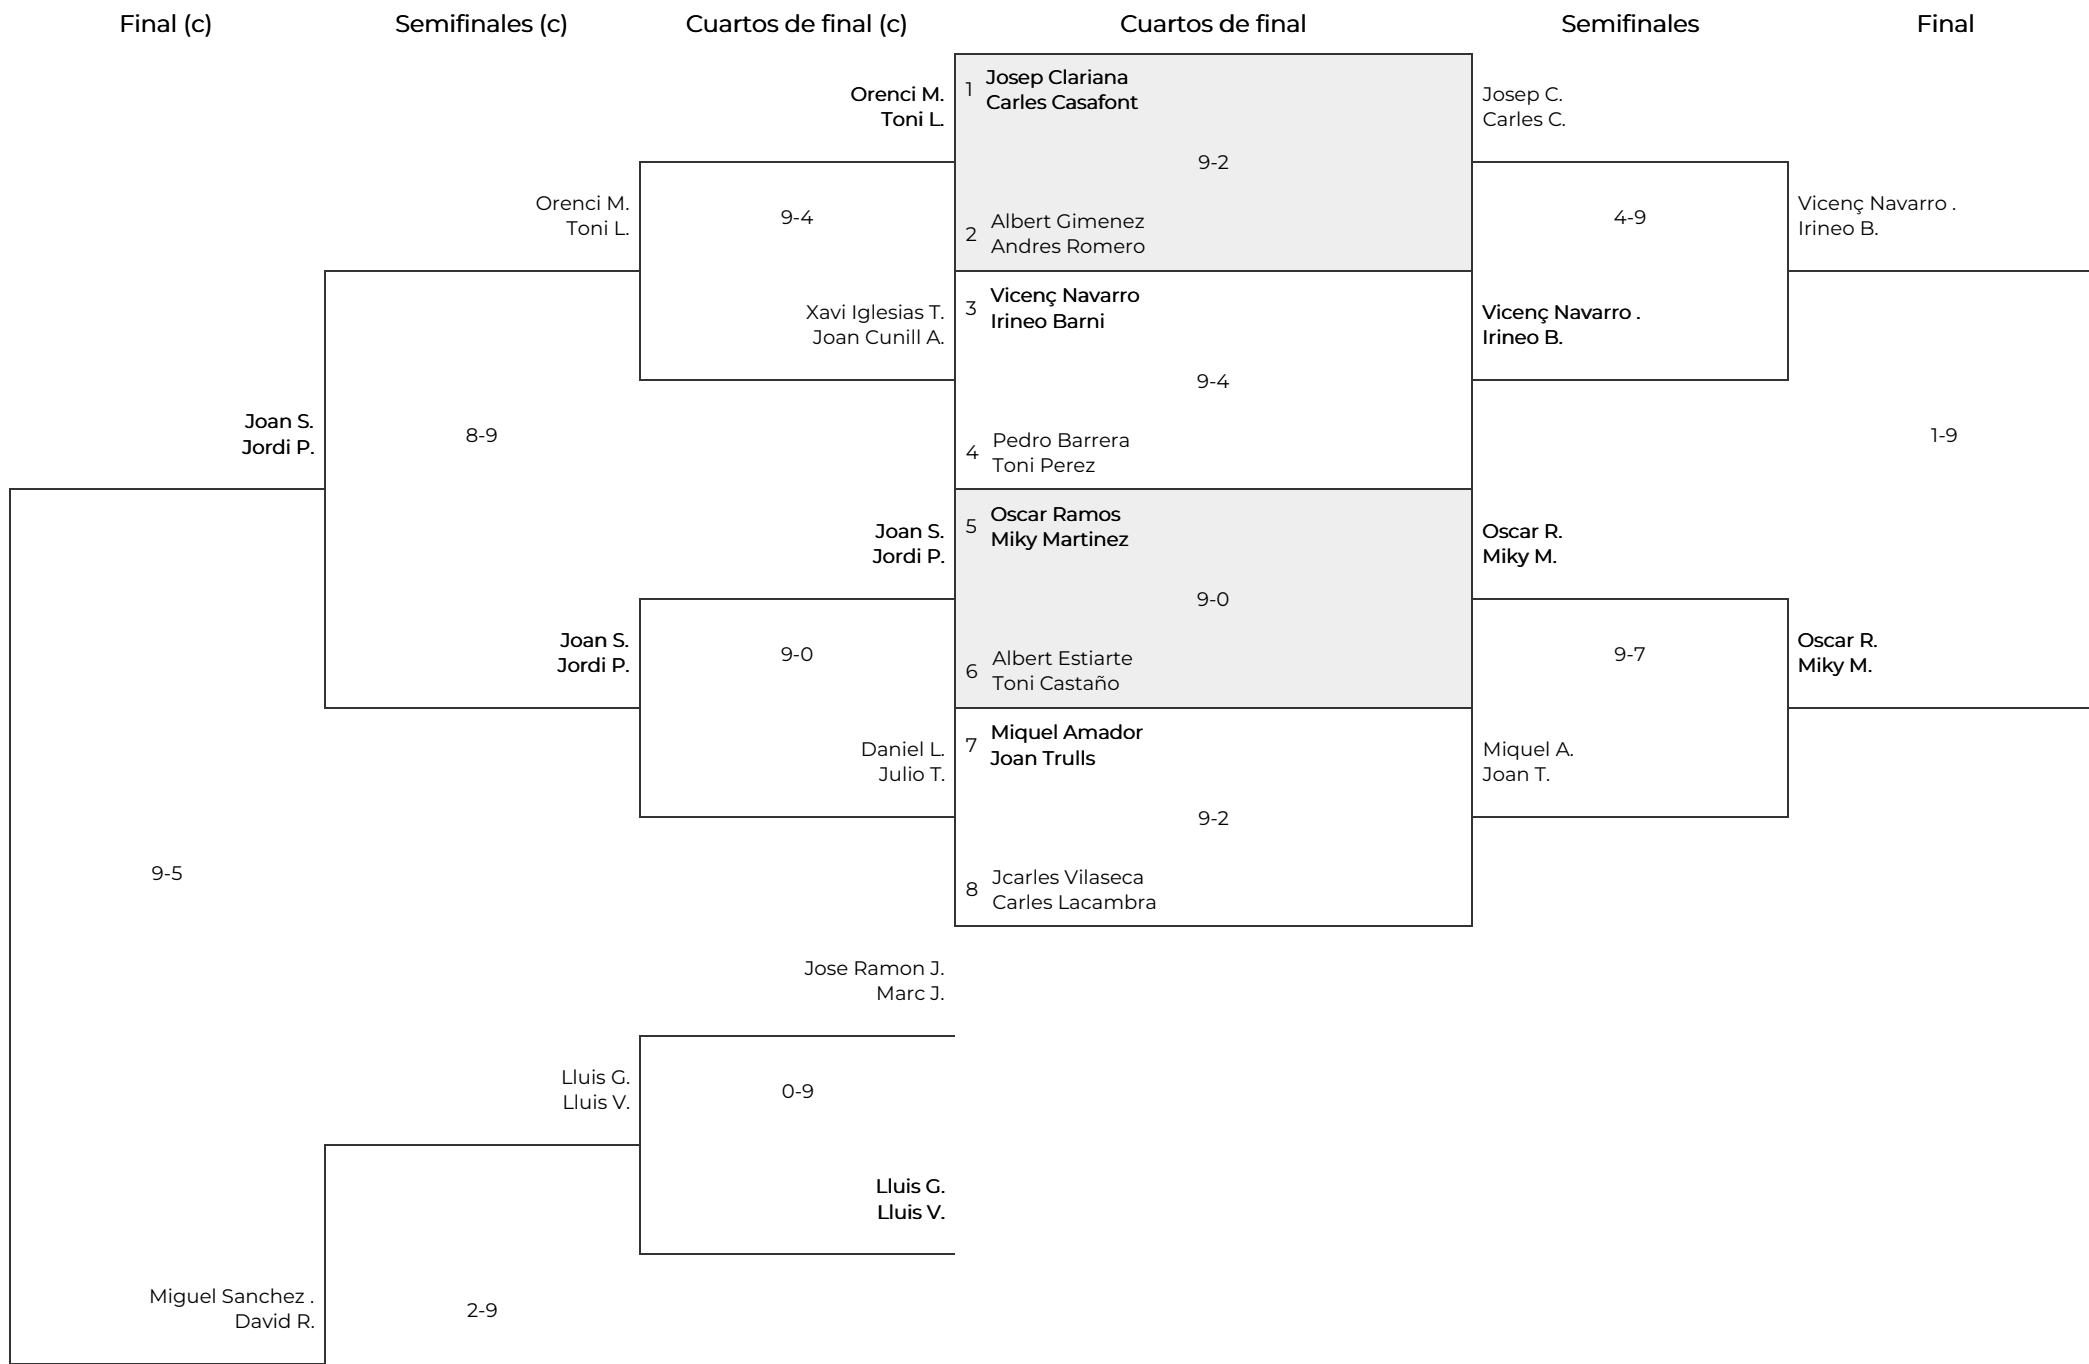 Final (c)
Semifinales (c)
Cuartos de final (c)
Cuartos de final
Semifinales
Final
Orenci M.
Toni L.
1
Josep Clariana
Carles Casafont
Josep C.
Carles C.
9-2
Orenci M.
Toni L.
9-4
2
Albert Gimenez
Andres Romero
4-9
Vicenç Navarro .
Irineo B.
Xavi Iglesias T.
Joan Cunill A.
3
Vicenç Navarro
Irineo Barni
Vicenç Navarro .
Irineo B.
9-4
Joan S.
Jordi P.
8-9
4
Pedro Barrera
Toni Perez
1-9
Joan S.
Jordi P.
5
Oscar Ramos
Miky Martinez
Oscar R.
Miky M.
9-0
Joan S.
Jordi P.
9-0
6
Albert Estiarte
Toni Castaño
9-7
Oscar R.
Miky M.
Daniel L.
Julio T.
7
Miquel Amador
Joan Trulls
Miquel A.
Joan T.
9-2
9-5
8
Jcarles Vilaseca
Carles Lacambra
Jose Ramon J.
Marc J.
Lluis G.
Lluis V.
0-9
Lluis G.
Lluis V.
Miguel Sanchez .
David R.
2-9